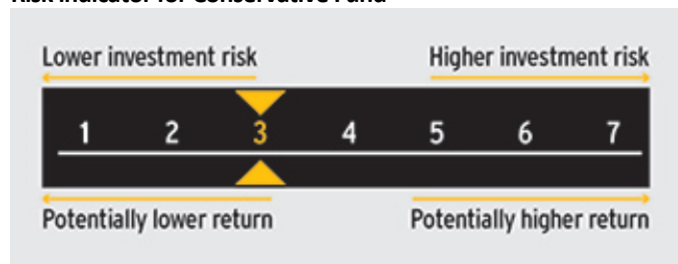 Risk indicator for Conservative Fund
Lower investment risk Higher investment risk
1 2 3 4 5 6 7
Potentially lower return Potentially higher return